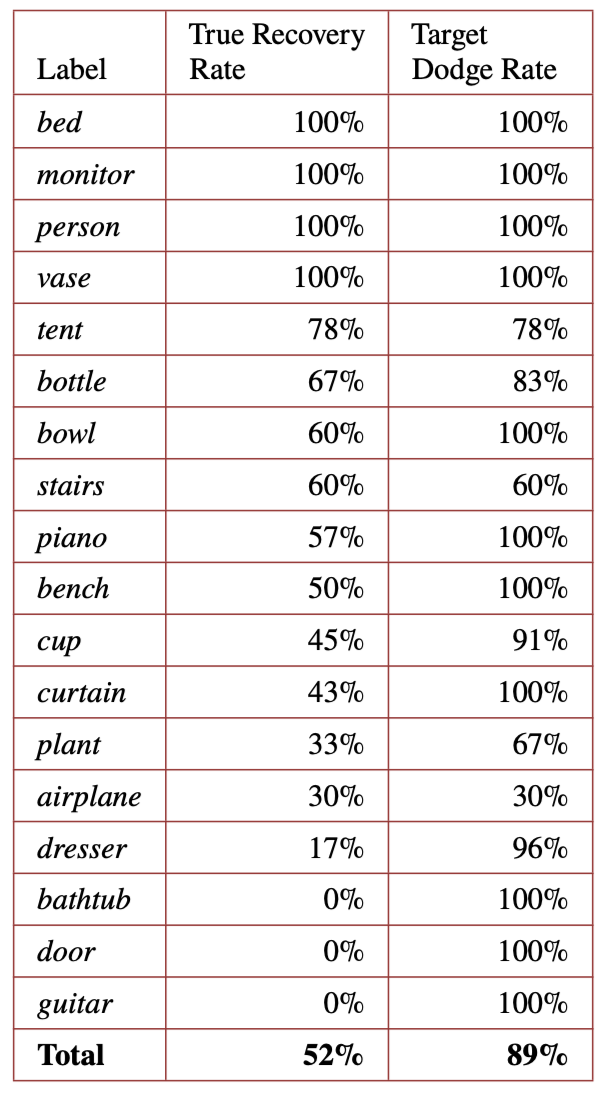 Label True Recovery Rate Target Dodge Rate
bed 100% 100%
monitor 100% 100%
person 100% 100%
vase 100% 100%
tent 78% 78%
bottle 67% 83%
bowl 60% 100%
stairs 60% 60%
piano 57% 100%
bench 50% 100%
cup 45% 91%
curtain 43% 100%
plant 33% 67%
airplane 30% 30%
dresser 17% 96%
bathtub 0% 100%
door 0% 100%
guitar 0% 100%
Total 52% 89%